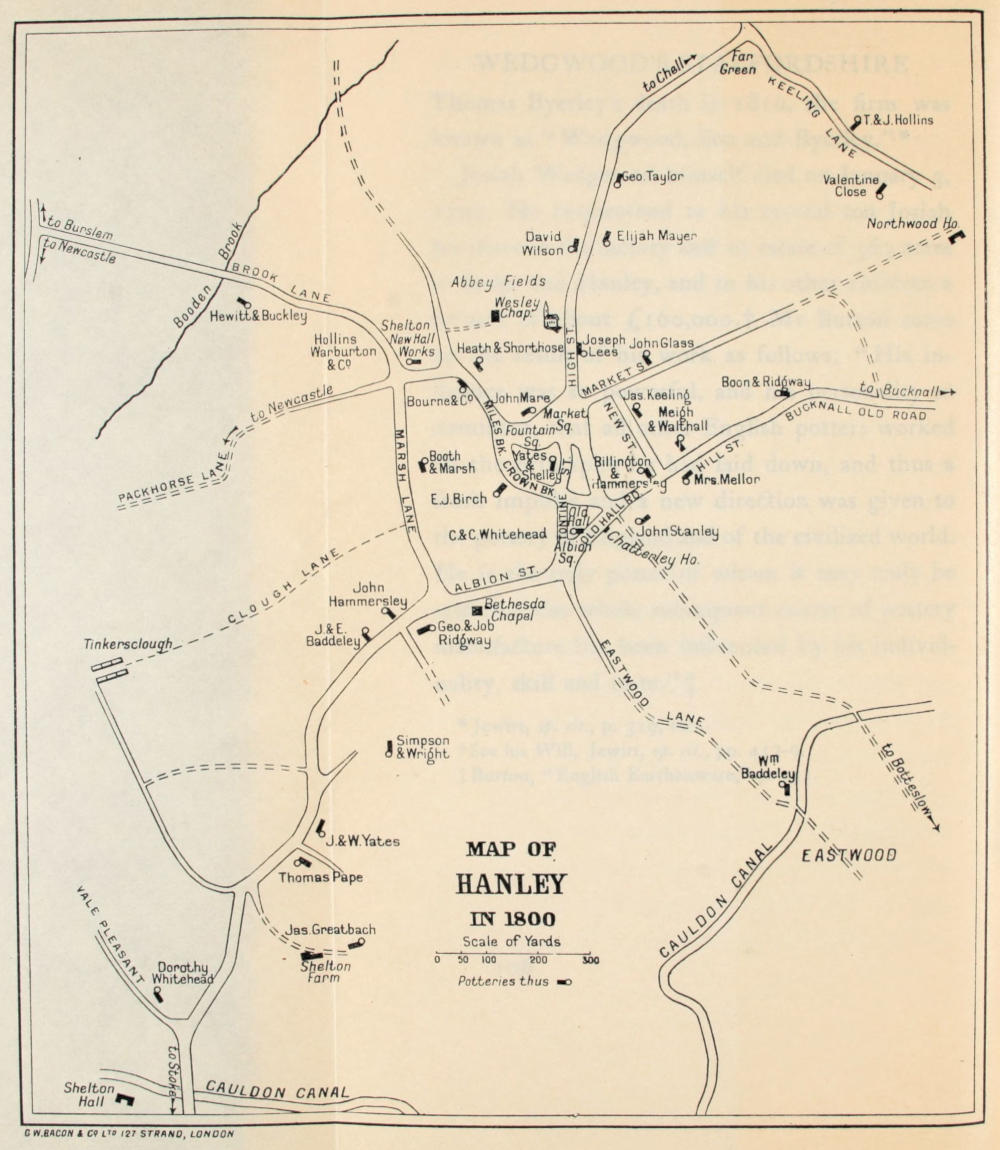 to Chell
Far
Green
KEELING LANE
T.& J.Hollins
Geo.Taylor
Valentine
Close
Northwood Ho.
David
Wilson
Elijah Mayer
to Burslem
to Newcastle
Booden Brook
BROOK LANE
Hewitt & Buckley
Abbey Fields
Wesley
Chap.
Hollins
Warburton
& Co
Shelton
New Hall
Works
Heath & Shorthose
HIGH ST.
Joseph
Lees
John Glass
MARKET ST.
Boon & Ridgway
to Bucknall
BUCKNALL OLD ROAD
to Newcastle
PACKHORSE LANE
Bourne & Co
John Mare
Market
Sq.
Jas.Keeling
Meigh
& Walthall
NEW ST.
MILES BK.
Fountain
Sq.
MARSH LANE
Booth
& Marsh
Yates
&
Shelley
CROWN BK.
Billington
&
Hammersley
HILL ST.
Mrs.Mellor
E.J.Birch
Old
Hall
OLD HALL RD.
John Stanley
C.& C.Whitehead
Albion
Sq.
Chatterley Ho.
CLOUGH LANE
ALBION ST.
John
Hammersley
Bethesda
Chapel
J.& E.
Baddeley
Geo.& Job
Ridgway
Tinkersclough
EASTWOOD LANE
Simpson
& Wright
Wm
Baddeley
to Botteslow
J.& W.Yates
Thomas Pape
EASTWOOD
CAULDON CANAL
MAP OF
HANLEY
IN 1800
Scale of Yards
0 50 100 200 300
Potteries thus
VALE PLEASANT
Jas.Greatbach
Shelton
Farm
Dorothy
Whitehead
to Stoke
Shelton
Hall
CAULDON CANAL
G.W.BACON & CO LTD 127 STRAND, LONDON